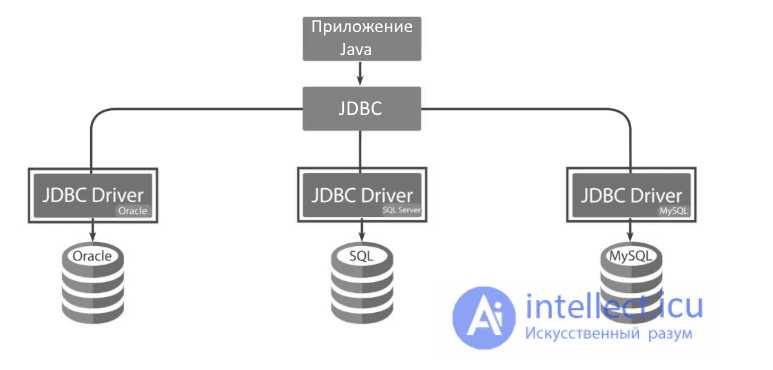 Приложение
Java
JDBC
JDBC Driver
Oracle
JDBC Driver
SQL Server
JDBC Driver
MySQL
Oracle
SQL
MySQL
Ai
intellect.icu
Искусственный разум